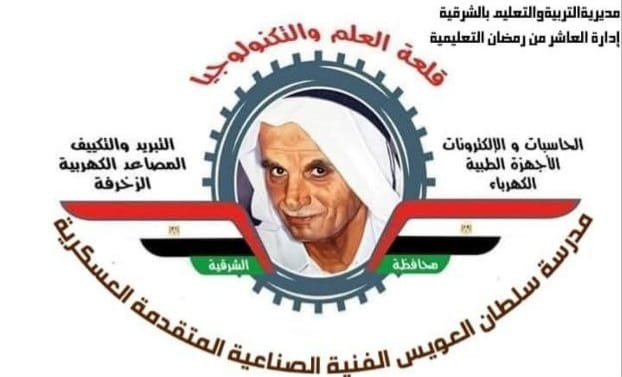 مديرية التربية والتعليم بالشرقية
إدارة العاشر من رمضان التعليمية
قلعة العلم والتكنولوجيا
الحاسبات و الإلكترونات
الأجهزة الطبية
الكهرباء
التبريد والتكييف
المصاعد الكهربية
الزخرفة
محافظة
الشرقية
مدرسة سلطان العويس الفنية الصناعية المتقدمة العسكرية